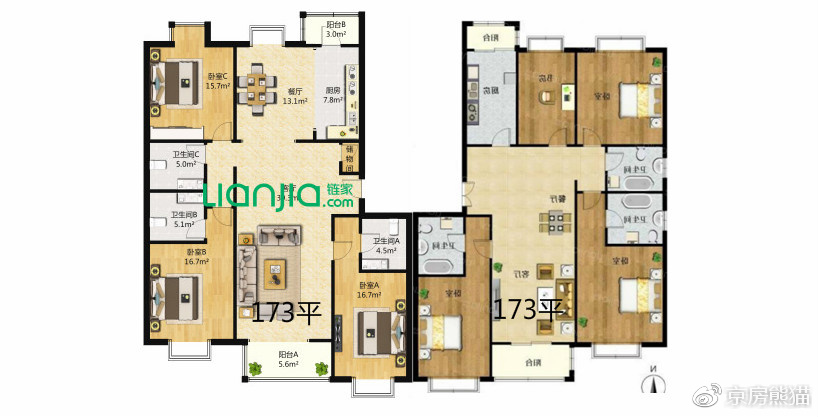 阳台B
3.0m²
卧室C
15.7m²
餐厅
13.1m²
厨房
7.8m²
储物间
卫生间C
5.0m²
Lianjia 链家
.com
卫生间B
5.1m²
卫生间A
4.5m²
卧室B
16.7m²
卧室A
16.7m²
173平
阳台A
5.6m²
阳台
厨房
书房
卧室
卫生间
卫生间
餐厅
卫生间
客厅
卧室
卧室
173平
阳台
N
京房熊猫